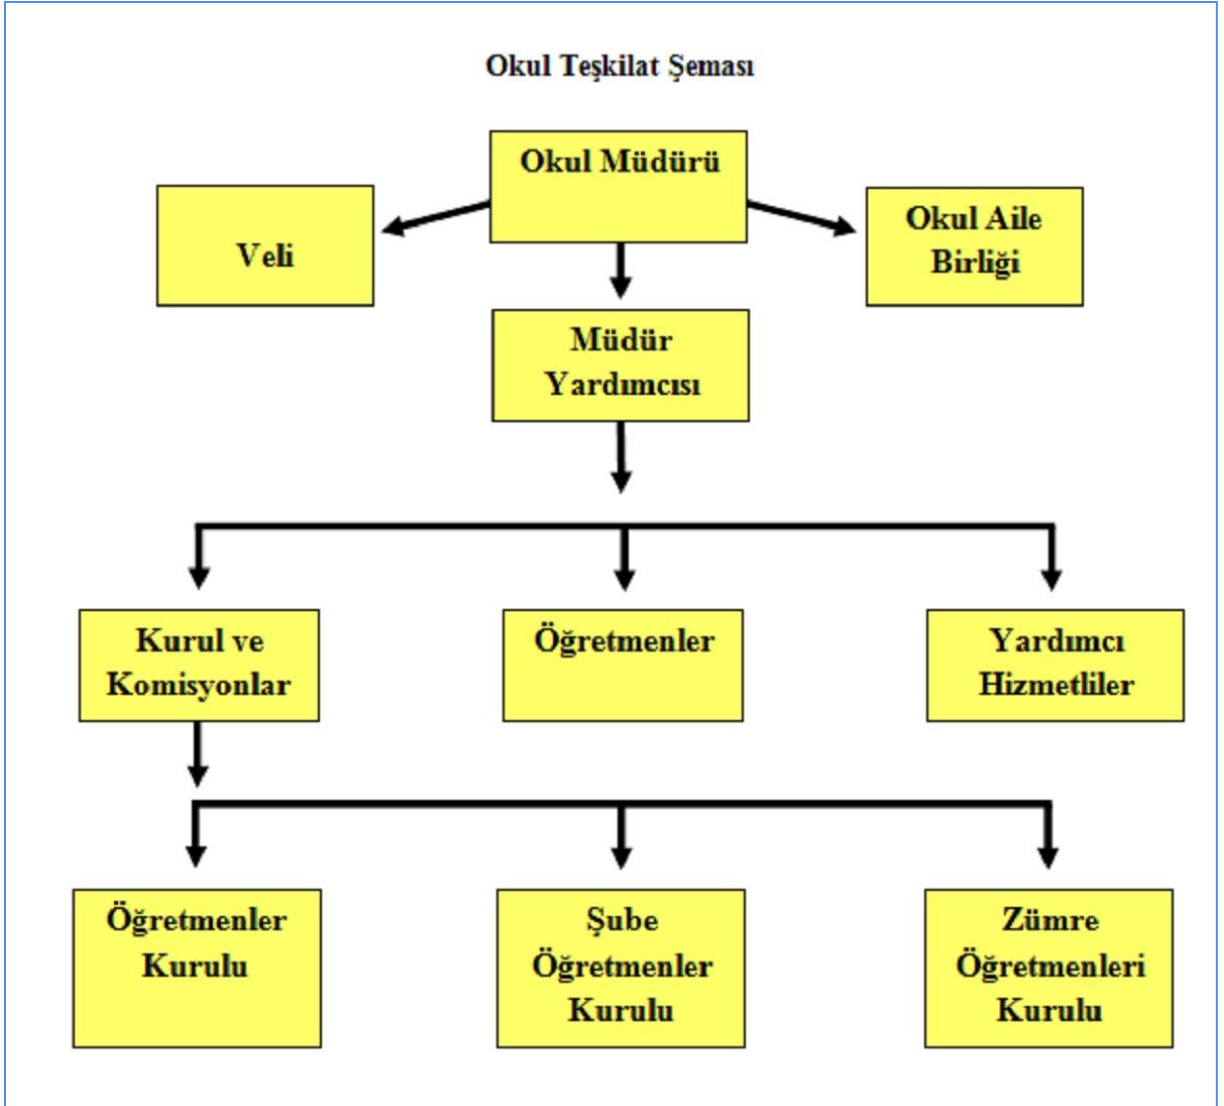 Okul Teşkilat Şeması
Okul Müdürü
Veli
Okul Aile
Birliği
Müdür
Yardımcısı
Kurul ve
Komisyonlar
Öğretmenler
Yardımcı
Hizmetliler
Öğretmenler
Kurulu
Şube
Öğretmenler
Kurulu
Zümre
Öğretmenleri
Kurulu